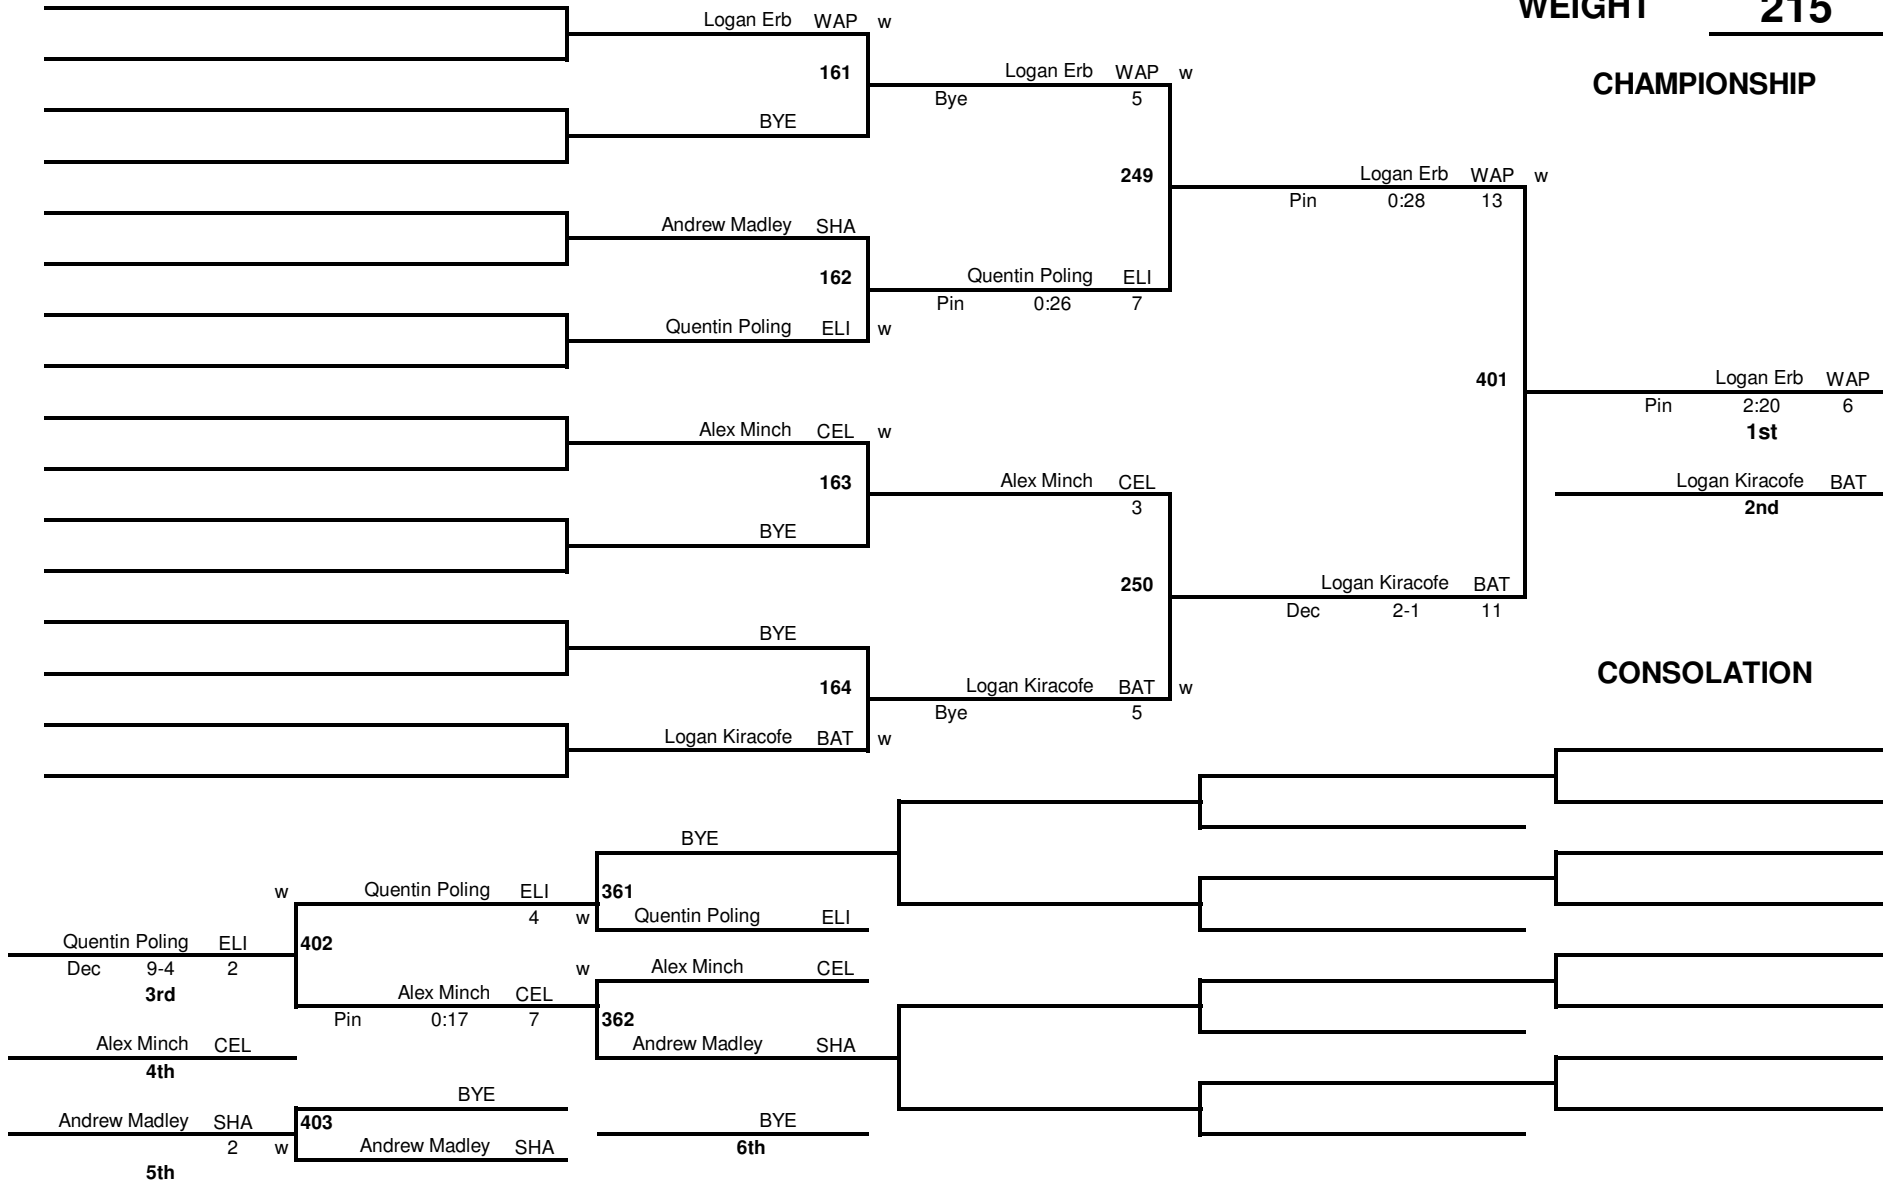 WEIGHT 215
Logan Erb WAP w
161
Logan Erb WAP w
Bye 5
CHAMPIONSHIP
BYE
249
Logan Erb WAP w
Pin 0:28 13
Andrew Madley SHA
162
Quentin Poling ELI
Pin 0:26 7
Quentin Poling ELI w
401
Logan Erb WAP
Pin 2:20 6
1st
Alex Minch CEL w
163
Alex Minch CEL
3
Logan Kiracofe BAT
2nd
BYE
250
Logan Kiracofe BAT
Dec 2-1 11
BYE
164
Logan Kiracofe BAT w
Bye 5
CONSOLATION
Logan Kiracofe BAT w
BYE
w Quentin Poling ELI
4
361
w Quentin Poling ELI
Quentin Poling ELI
Dec 9-4 2
3rd
402
w Alex Minch CEL
Alex Minch CEL
Pin 0:17 7
362
Andrew Madley SHA
Alex Minch CEL
4th
BYE
Andrew Madley SHA
2 w
5th
403
Andrew Madley SHA
BYE
6th